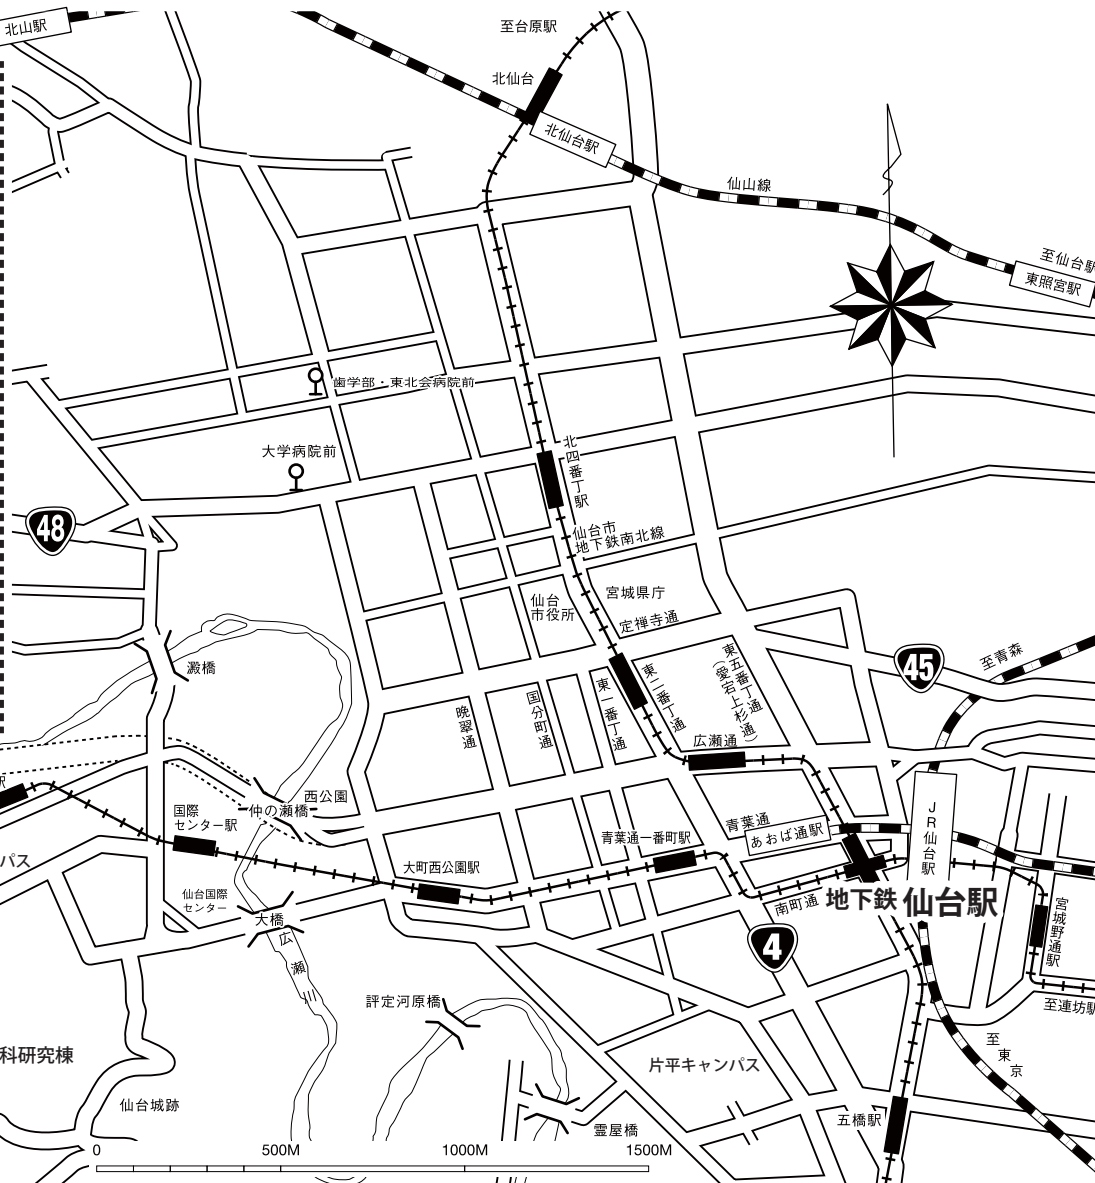 北山駅
至台原駅
北仙台
北仙台駅
仙山線
至仙台駅
東照宮駅
歯学部・東北会病院前
大学病院前
北四番丁駅
48
仙台市
地下鉄南北線
仙台
市役所
宮城県庁
定禅寺通
澱橋
45
至青森
東二番丁通
東五番丁通
（愛宕上杉通）
東一番丁通
国分町通
晩翠通
広瀬通
駅
国際
センター駅
西公園
仲の瀬橋
青葉通
あおば通駅
青葉通一番町駅
JR仙台駅
パス
大町西公園駅
仙台国際
センター
大橋
南町通
地下鉄 仙台駅
宮城野通駅
広瀬川
4
評定河原橋
至連坊駅
科研究棟
片平キャンパス
至東京
仙台城跡
五橋駅
霊屋橋
0 500M 1000M 1500M